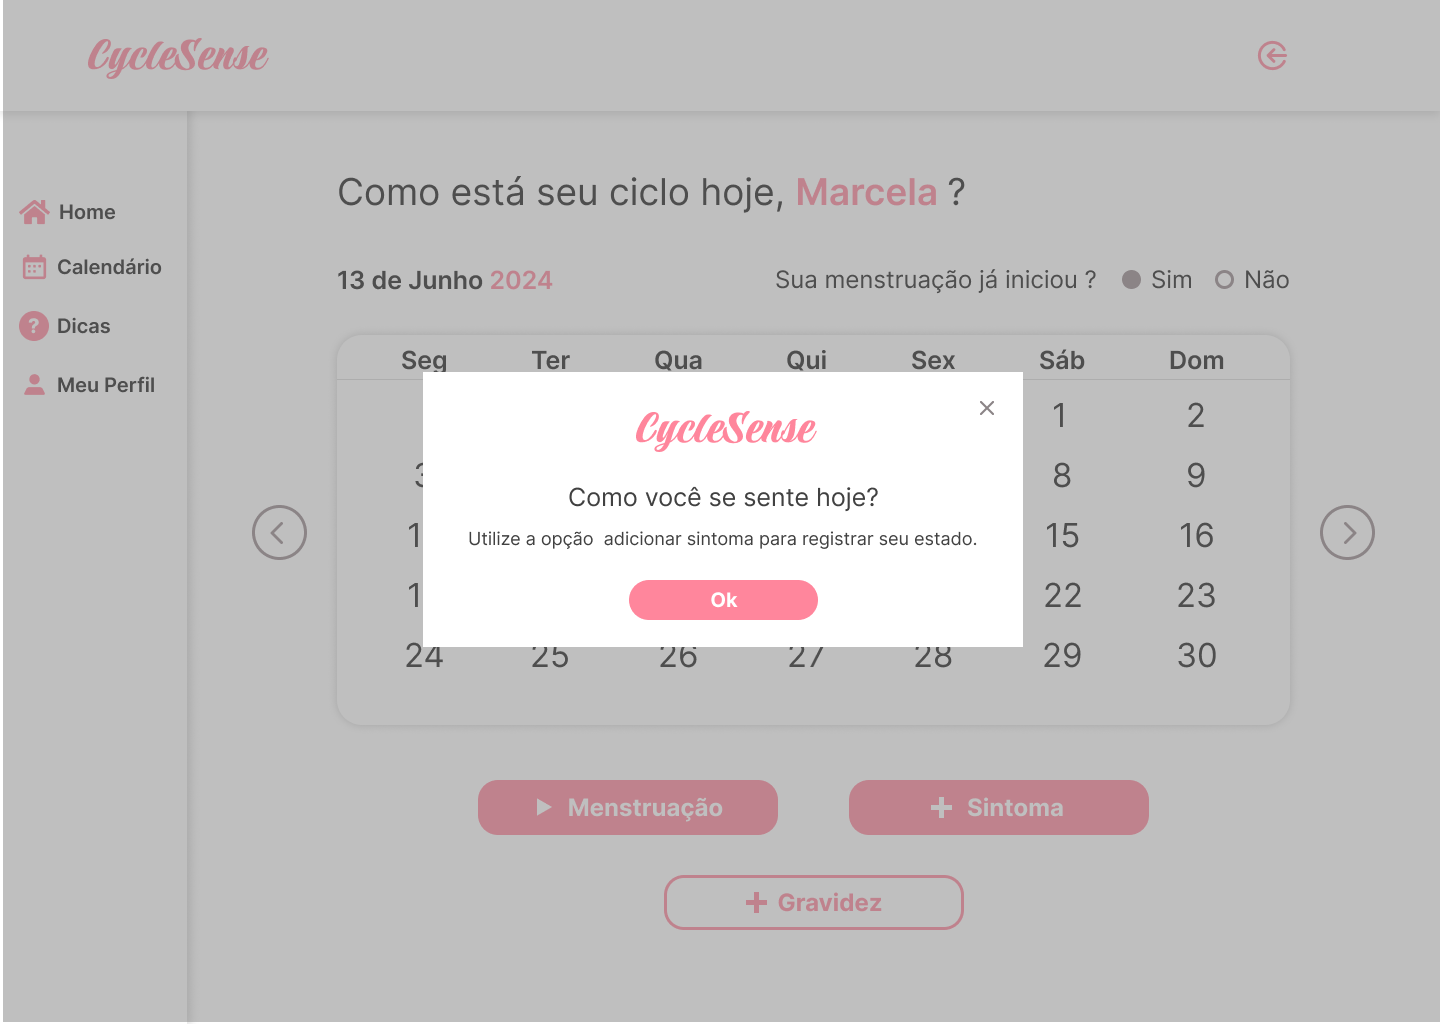 CycleSense
Home
Calendário
Dicas
Meu Perfil
Como está seu ciclo hoje, Marcela ?
13 de Junho 2024
Sua menstruação já iniciou ? Sim Não
Seg Ter Qua Qui Sex Sáb Dom
1 2
8 9
15 16
22 23
24 25 26 27 28 29 30
CycleSense
Como você se sente hoje?
Utilize a opção  adicionar sintoma para registrar seu estado.
Ok
Menstruação
Sintoma
Gravidez